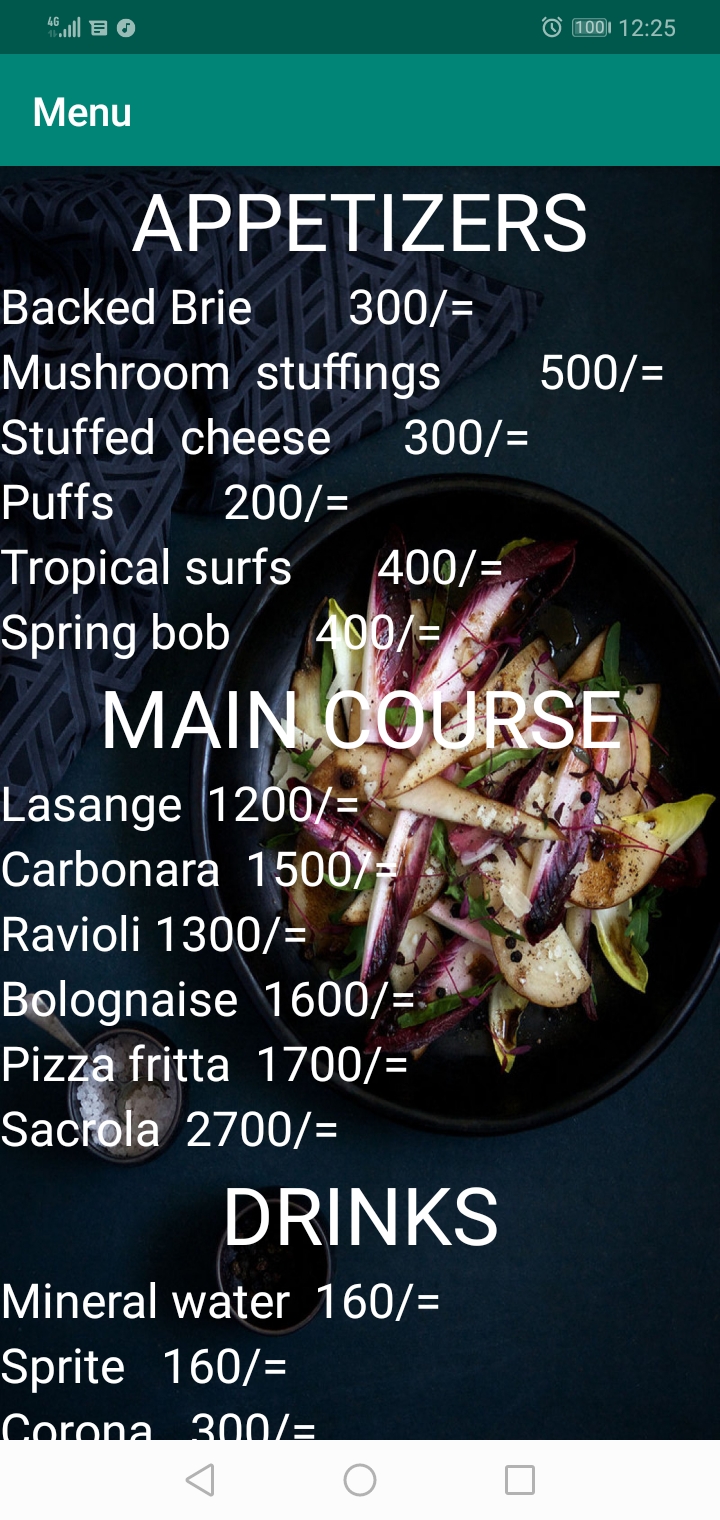 4G 100 12:25
Menu
APPETIZERS
Backed Brie 300/=
Mushroom stuffings 500/=
Stuffed cheese 300/=
Puffs 200/=
Tropical surfs 400/=
Spring bob 400/=
MAIN COURSE
Lasange 1200/=
Carbonara 1500/=
Ravioli 1300/=
Bolognaise 1600/=
Pizza fritta 1700/=
Sacrola 2700/=
DRINKS
Mineral water 160/=
Sprite 160/=
Corona 300/=